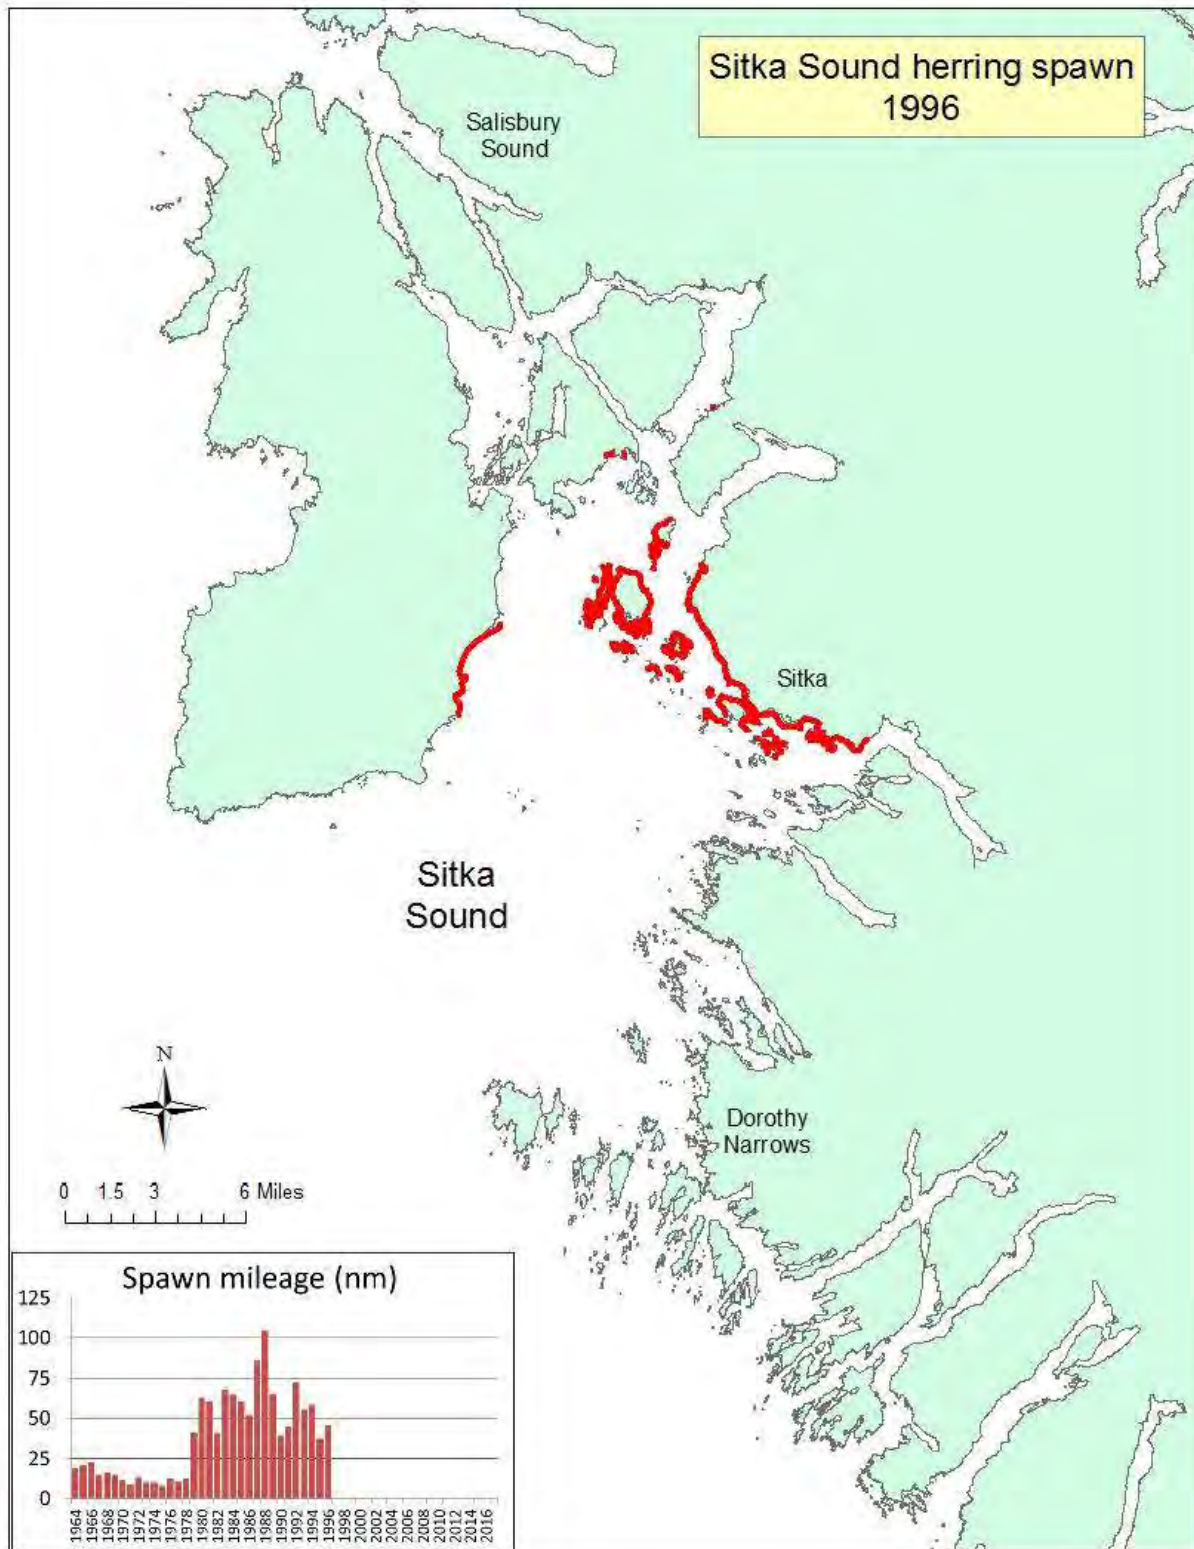 Sitka Sound herring spawn
1996
Salisbury
Sound
Sitka
Sitka
Sound
Dorothy
Narrows
N
0 1.5 3 6 Miles
Spawn mileage (nm)
125
100
75
50
25
0
1964 1966 1968 1970 1972 1974 1976 1978 1980 1982 1984 1986 1988 1990 1992 1994 1996 1998 2000 2002 2004 2006 2008 2010 2012 2014 2016